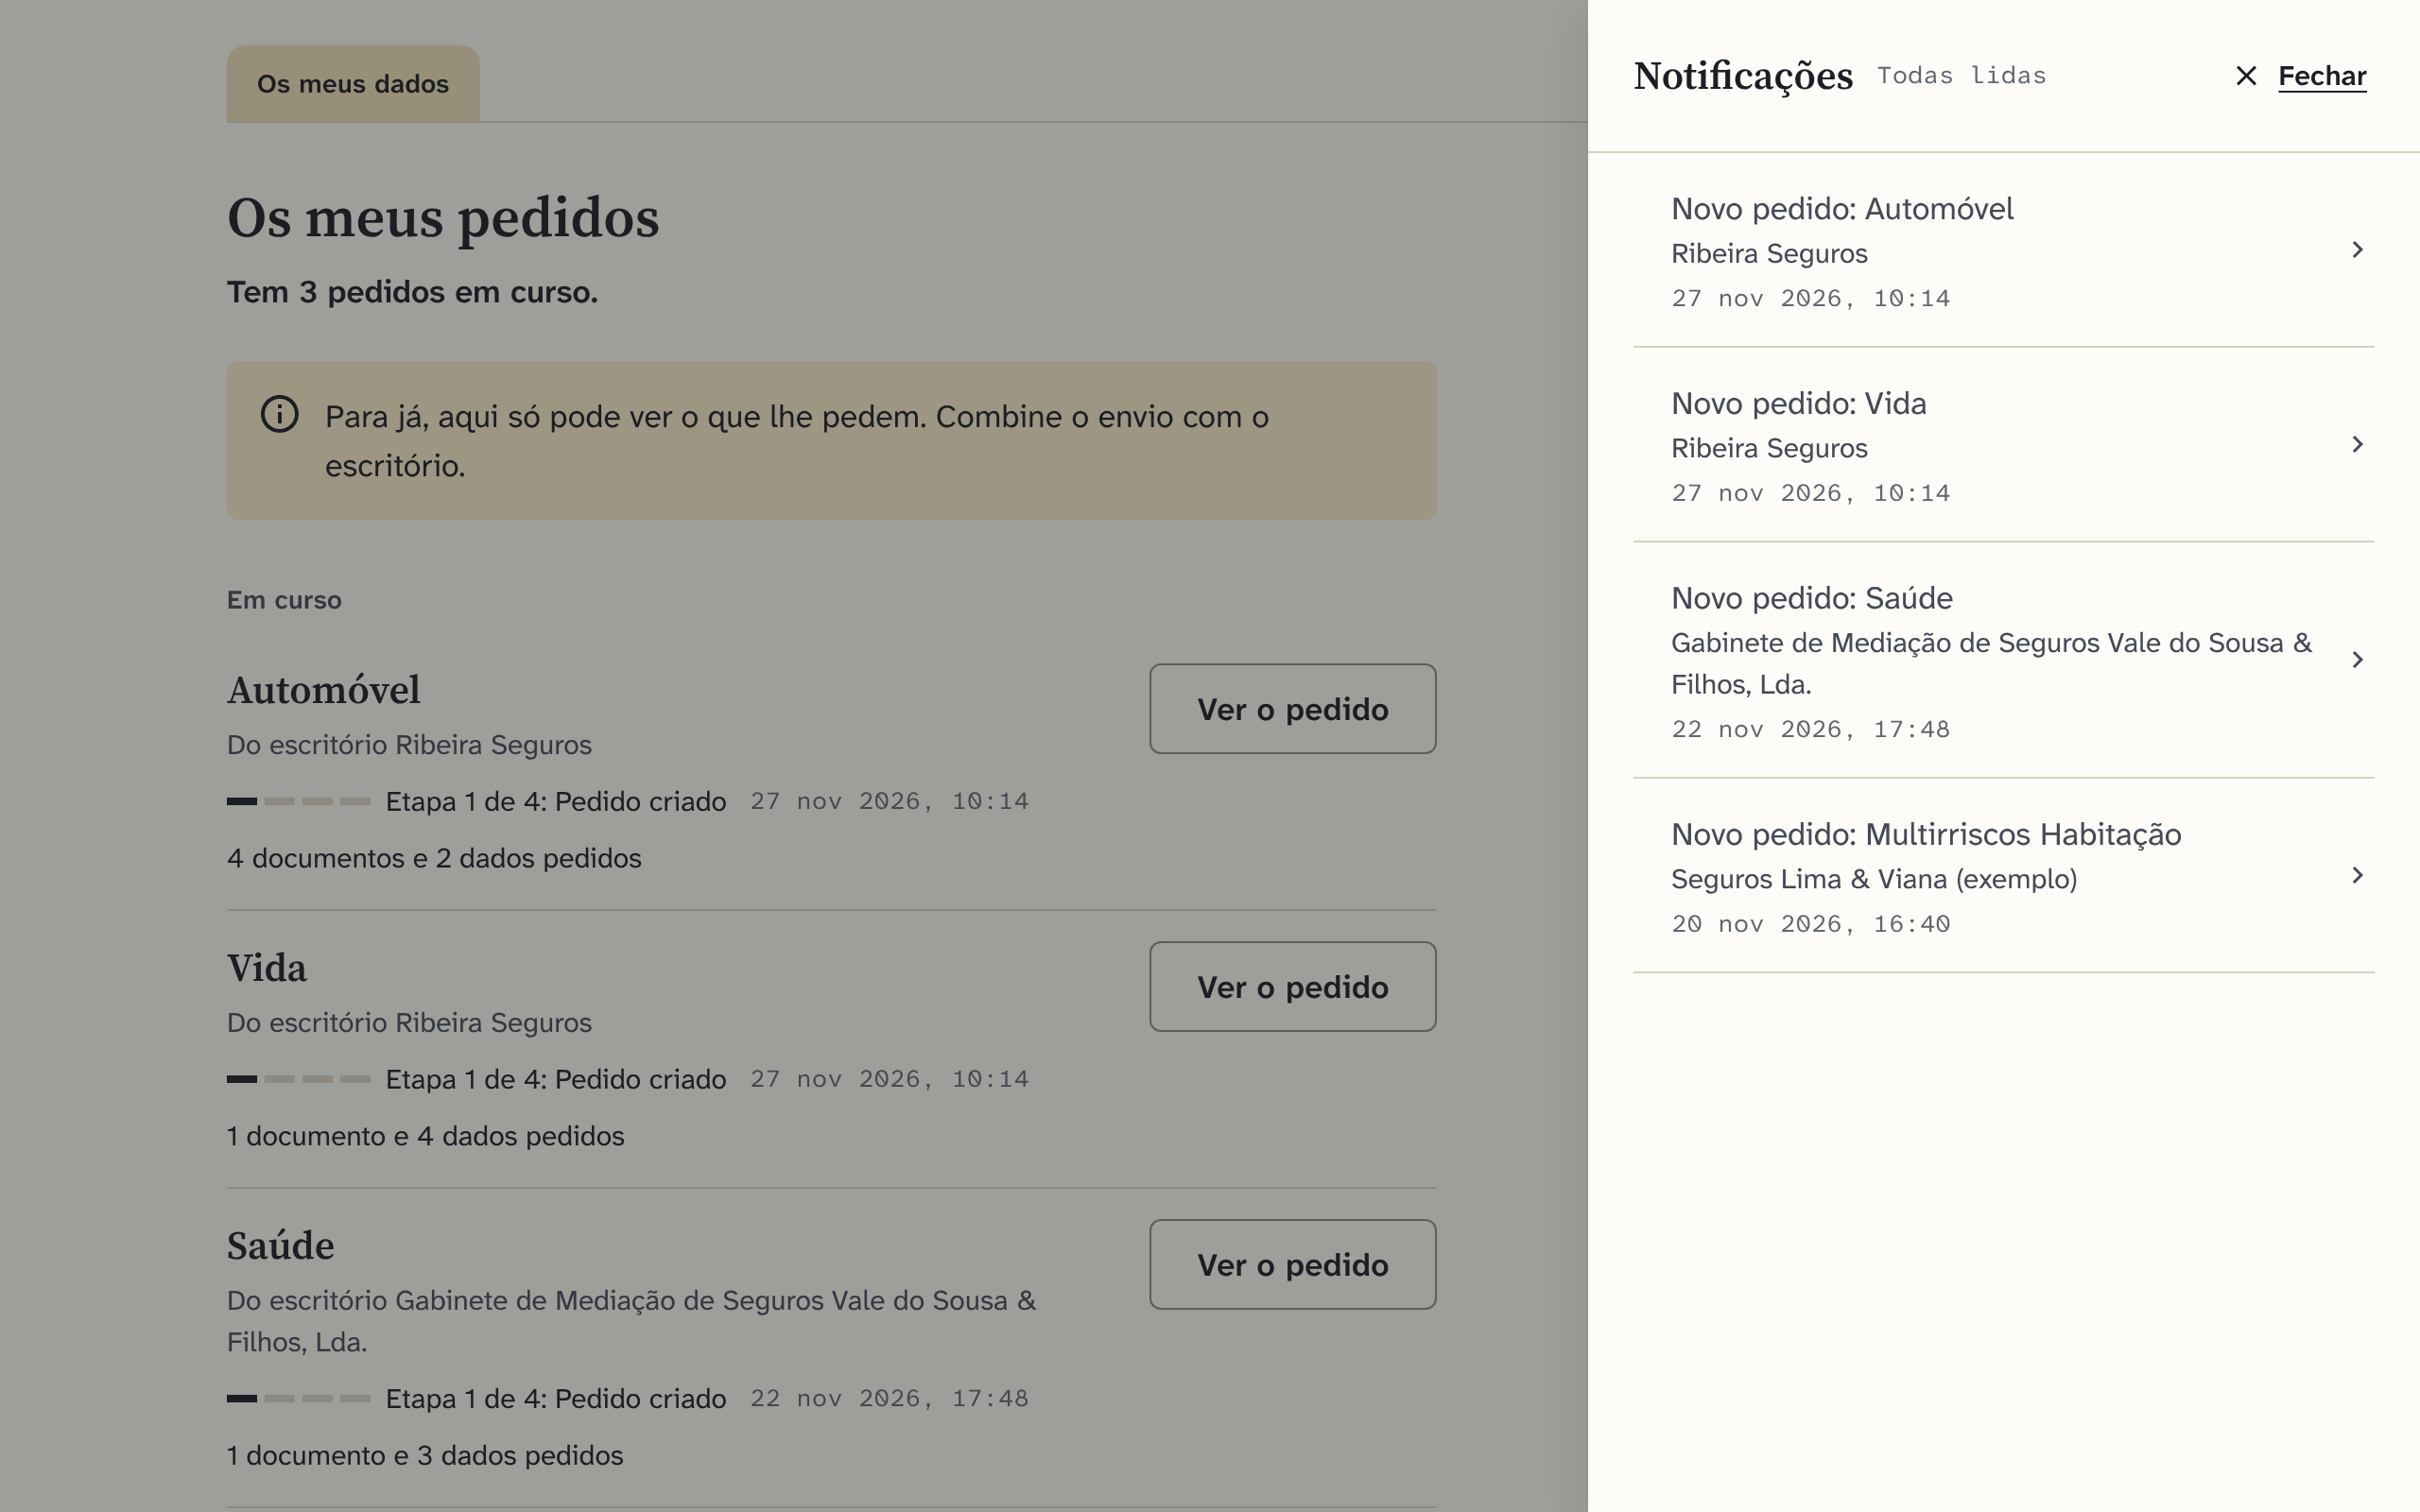 Os meus dados
Os meus pedidos
Tem 3 pedidos em curso.
Para já, aqui só pode ver o que lhe pedem. Combine o envio com o
escritório.
Em curso
Automóvel
Do escritório Ribeira Seguros
Etapa 1 de 4: Pedido criado 27 nov 2026, 10:14
4 documentos e 2 dados pedidos
Ver o pedido
Vida
Do escritório Ribeira Seguros
Etapa 1 de 4: Pedido criado 27 nov 2026, 10:14
1 documento e 4 dados pedidos
Ver o pedido
Saúde
Do escritório Gabinete de Mediação de Seguros Vale do Sousa &
Filhos, Lda.
Etapa 1 de 4: Pedido criado 22 nov 2026, 17:48
1 documento e 3 dados pedidos
Ver o pedido
Notificações Todas lidas Fechar
Novo pedido: Automóvel
Ribeira Seguros
27 nov 2026, 10:14
Novo pedido: Vida
Ribeira Seguros
27 nov 2026, 10:14
Novo pedido: Saúde
Gabinete de Mediação de Seguros Vale do Sousa &
Filhos, Lda.
22 nov 2026, 17:48
Novo pedido: Multirriscos Habitação
Seguros Lima & Viana (exemplo)
20 nov 2026, 16:40